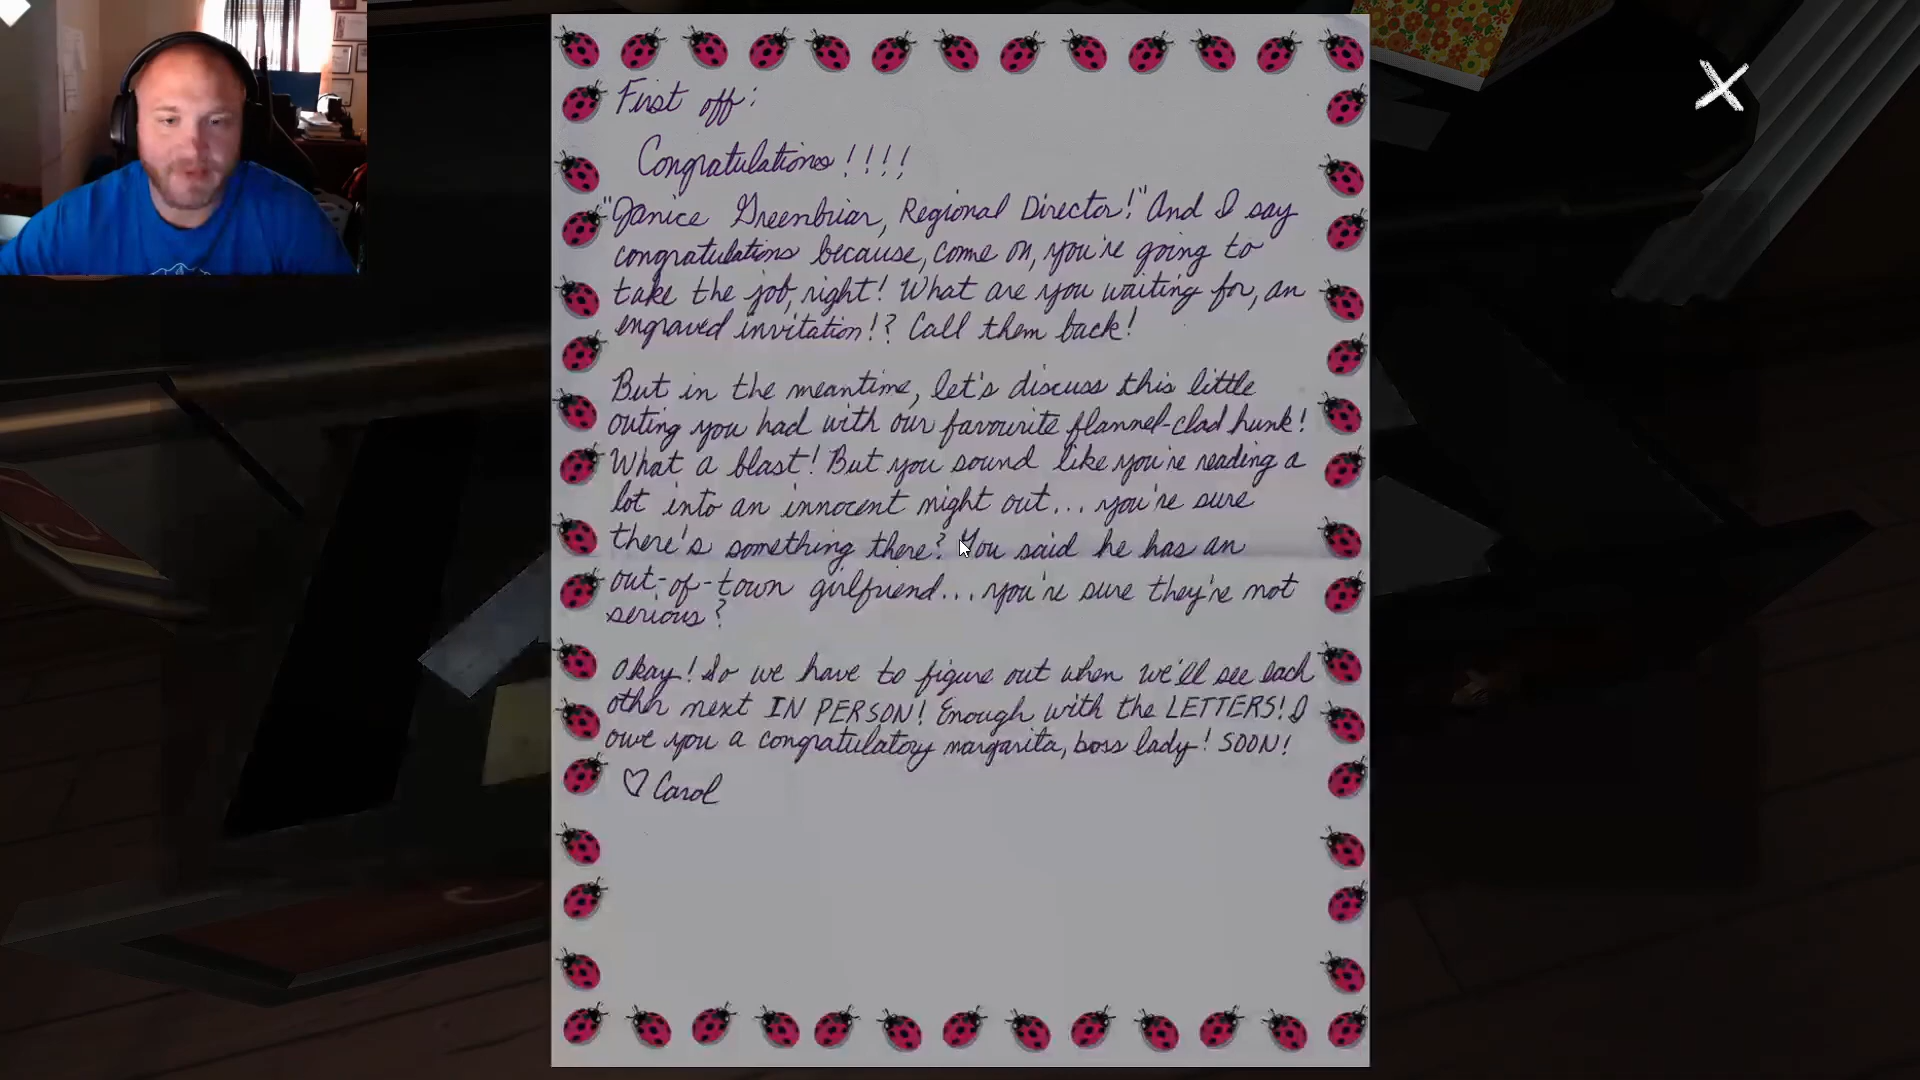 First off:
Congratulations!!!!
"Janice Greenbriar, Regional Director!" And I say
congratulations because, come on, you're going to
take the job, right! What are you waiting for, an
engraved invitation!? Call them back!
But in the meantime, let's discuss this little
outing you had with our favourite flannel-clad hunk!
What a blast! But you sound like you're reading a
lot into an innocent night out... you're sure
there's something there? You said he has an
out-of-town girlfriend... you're sure they're not
serious?
Okay! So we have to figure out when we'll see each
other next IN PERSON! Enough with the LETTERS! I
owe you a congratulatory margarita, boss lady! SOON!
♡ Carol